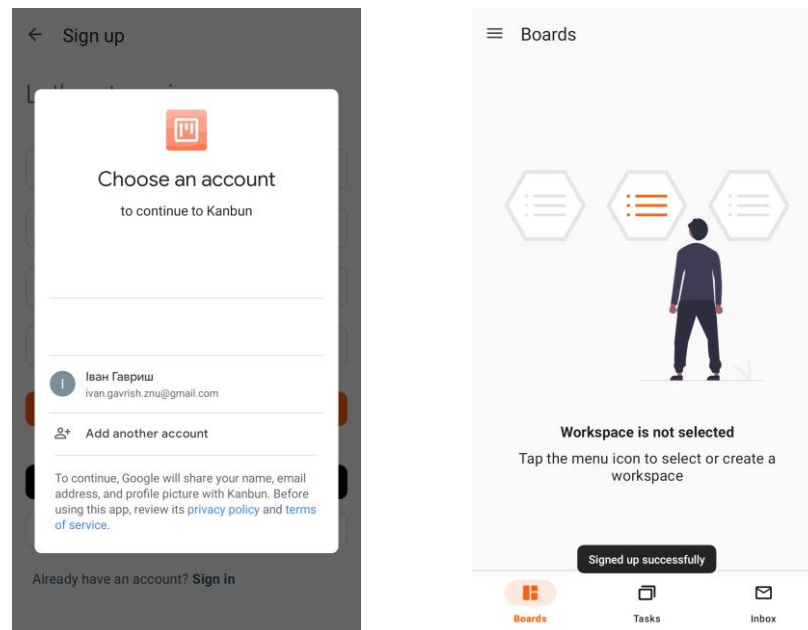 Sign up
Choose an account
to continue to Kanbun
Іван Гавриш
ivan.gavrish.znu@gmail.com
Add another account
To continue, Google will share your name, email
address, and profile picture with Kanbun. Before
using this app, review its privacy policy and terms
of service.
Already have an account? Sign in
Boards
Workspace is not selected
Tap the menu icon to select or create a
workspace
Signed up successfully
Boards
Tasks
Inbox